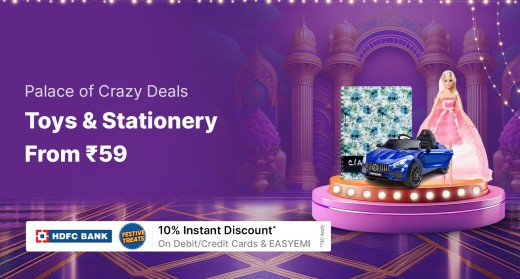 Palace of Crazy Deals
Toys & Stationery
From ₹59
HDFC BANK
FESTIVE
TREATS
10% Instant Discount*
On Debit/Credit Cards & EASYEMI
*T&C Apply